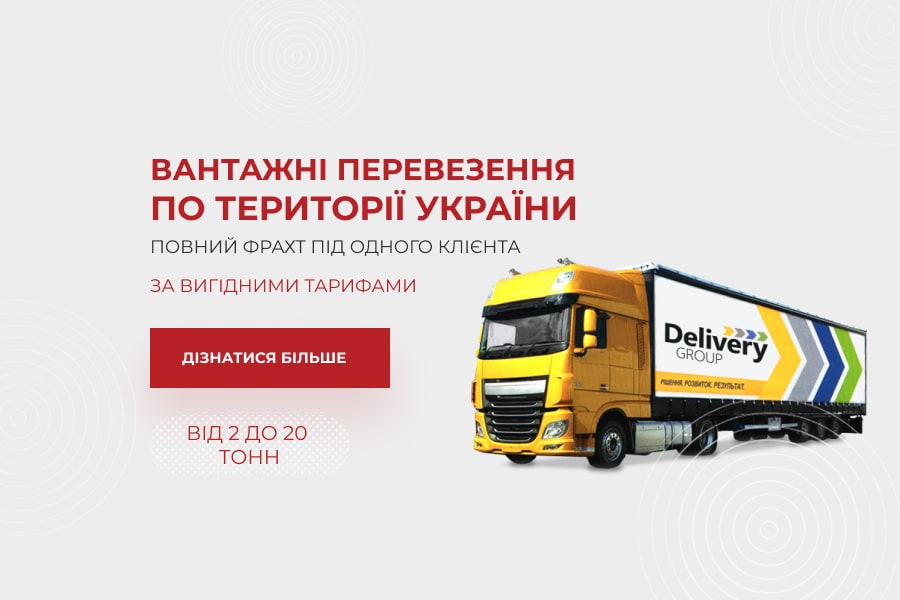 ВАНТАЖНІ ПЕРЕВЕЗЕННЯ
ПО ТЕРИТОРІЇ УКРАЇНИ
ПОВНИЙ ФРАХТ ПІД ОДНОГО КЛІЄНТА
ЗА ВИГІДНИМИ ТАРИФАМИ
ДІЗНАТИСЯ БІЛЬШЕ
ВІД 2 ДО 20
ТОНН
Delivery
GROUP
РІШЕННЯ. РОЗВИТОК. РЕЗУЛЬТАТ.